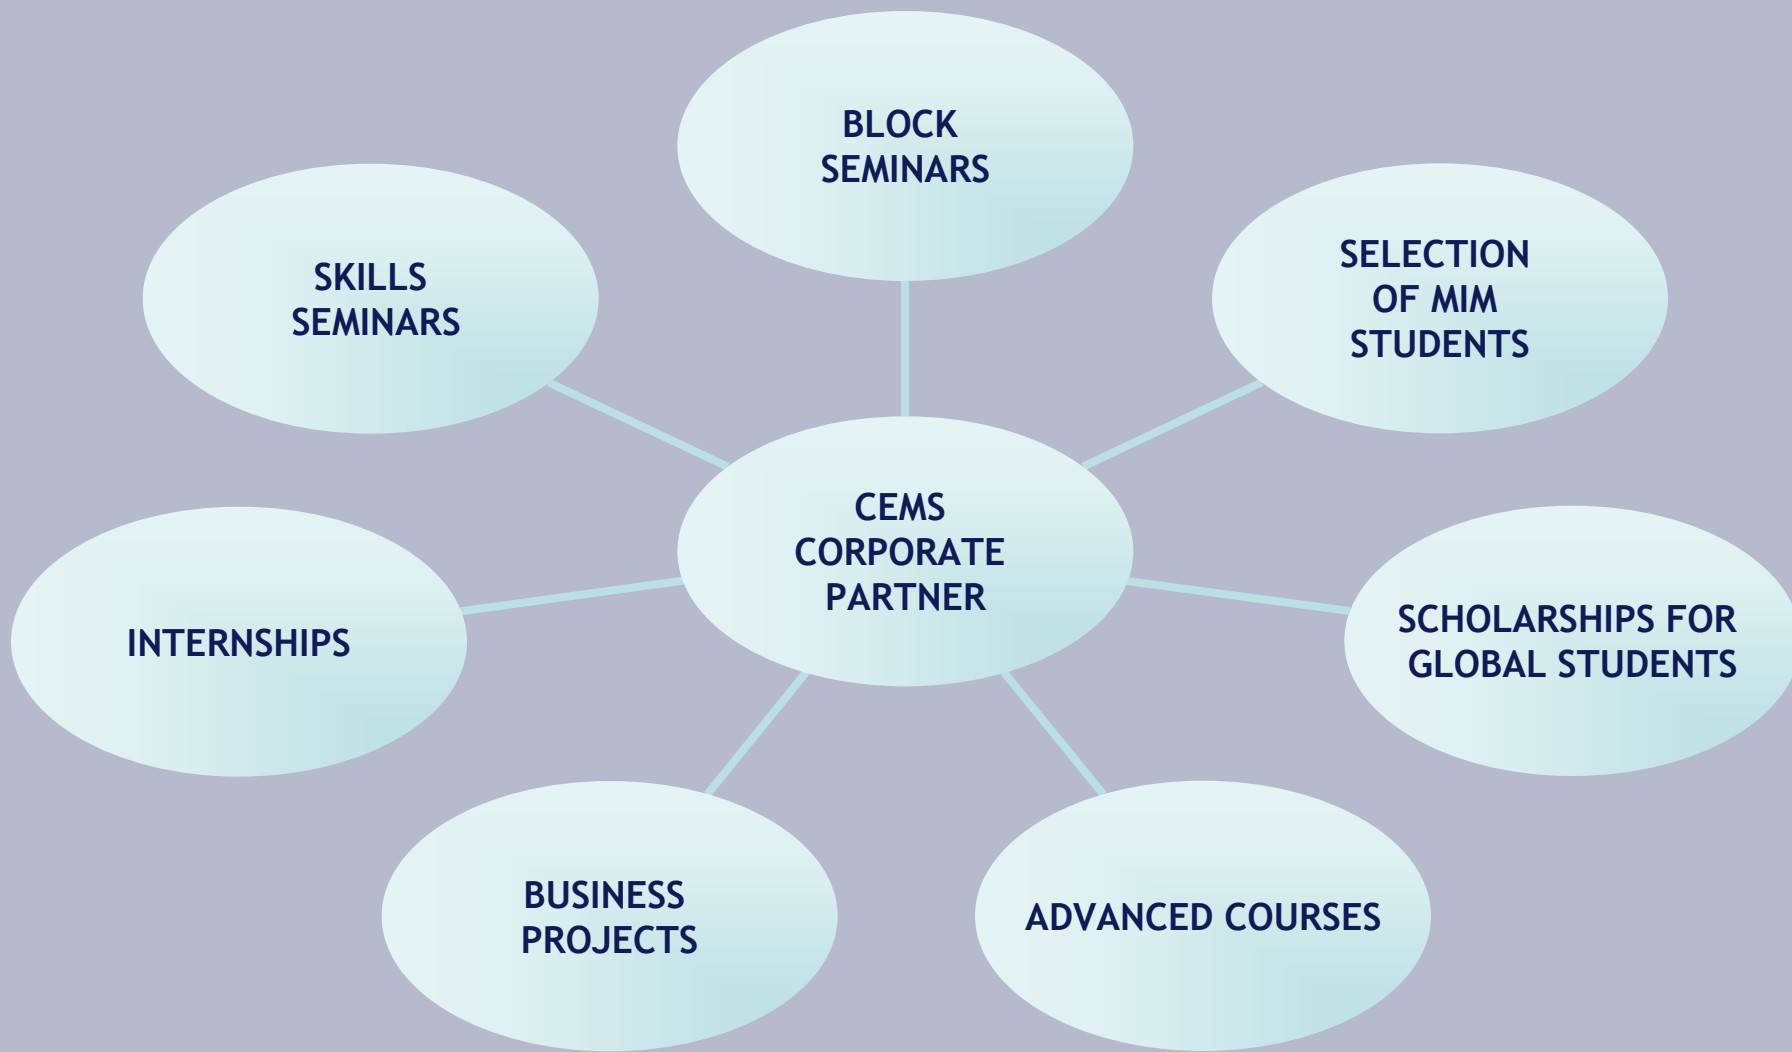 BLOCK
SEMINARS
SKILLS
SEMINARS
SELECTION
OF MIM
STUDENTS
CEMS
CORPORATE
PARTNER
INTERNSHIPS
SCHOLARSHIPS FOR
GLOBAL STUDENTS
BUSINESS
PROJECTS
ADVANCED COURSES